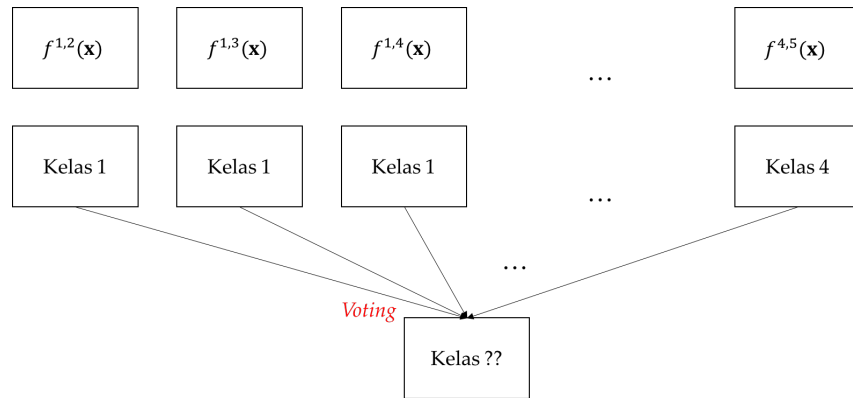 f^{1,2}(x) f^{1,3}(x) f^{1,4}(x) … f^{4,5}(x)
Kelas 1 Kelas 1 Kelas 1 … Kelas 4
…
Voting
Kelas ??